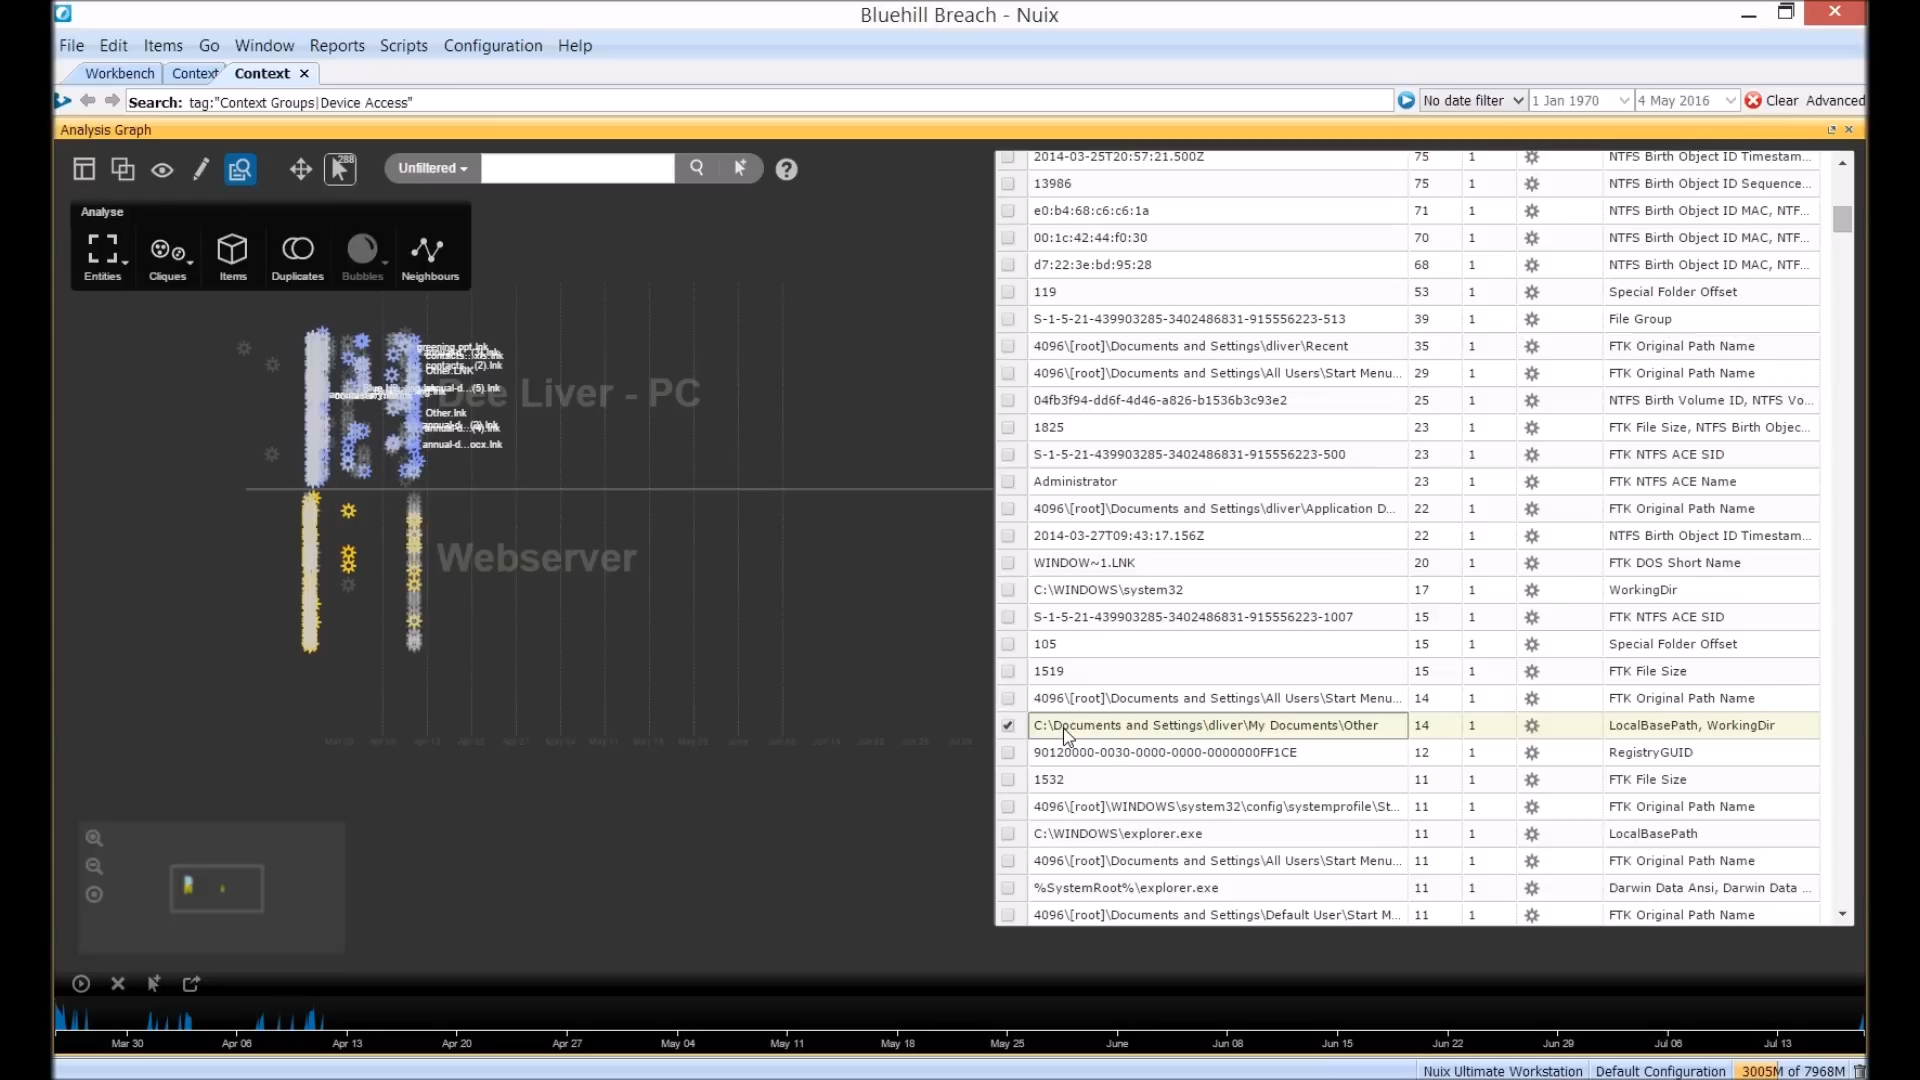 Bluehill Breach - Nuix
File Edit Items Go Window Reports Scripts Configuration Help
Workbench Context Context
Search: tag:"Context Groups|Device Access" No date filter 1 Jan 1970 4 May 2016 Clear Advanced
Analysis Graph
288
Unfiltered
Analyse
Entities Cliques Items Duplicates Bubbles Neighbours
greening.ppt.lnk
Other.LNK
Other.lnk
annual-d...ocx.lnk
Dee Liver - PC
Webserver
2014-03-25T20:57:21.500Z 75 1 NTFS Birth Object ID Timestam...
13986 75 1 NTFS Birth Object ID Sequence...
e0:b4:68:c6:c6:1a 71 1 NTFS Birth Object ID MAC, NTF...
00:1c:42:44:f0:30 70 1 NTFS Birth Object ID MAC, NTF...
d7:22:3e:bd:95:28 68 1 NTFS Birth Object ID MAC, NTF...
119 53 1 Special Folder Offset
S-1-5-21-439903285-3402486831-915556223-513 39 1 File Group
4096\[root]\Documents and Settings\dliver\Recent 35 1 FTK Original Path Name
4096\[root]\Documents and Settings\All Users\Start Menu... 29 1 FTK Original Path Name
04fb3f94-dd6f-4d46-a826-b1536b3c93e2 25 1 NTFS Birth Volume ID, NTFS Vo...
1825 23 1 FTK File Size, NTFS Birth Objec...
S-1-5-21-439903285-3402486831-915556223-500 23 1 FTK NTFS ACE SID
Administrator 23 1 FTK NTFS ACE Name
4096\[root]\Documents and Settings\dliver\Application D... 22 1 FTK Original Path Name
2014-03-27T09:43:17.156Z 22 1 NTFS Birth Object ID Timestam...
WINDOW~1.LNK 20 1 FTK DOS Short Name
C:\WINDOWS\system32 17 1 WorkingDir
S-1-5-21-439903285-3402486831-915556223-1007 15 1 FTK NTFS ACE SID
105 15 1 Special Folder Offset
1519 15 1 FTK File Size
4096\[root]\Documents and Settings\All Users\Start Menu... 14 1 FTK Original Path Name
C:\Documents and Settings\dliver\My Documents\Other 14 1 LocalBasePath, WorkingDir
90120000-0030-0000-0000-0000000FF1CE 12 1 RegistryGUID
1532 11 1 FTK File Size
4096\[root]\WINDOWS\system32\config\systemprofile\St... 11 1 FTK Original Path Name
C:\WINDOWS\explorer.exe 11 1 LocalBasePath
4096\[root]\Documents and Settings\All Users\Start Menu... 11 1 FTK Original Path Name
%SystemRoot%\explorer.exe 11 1 Darwin Data Ansi, Darwin Data ...
4096\[root]\Documents and Settings\Default User\Start M... 11 1 FTK Original Path Name
Mar 30 Apr 06 Apr 13 Apr 20 Apr 27 May 04 May 11 May 18 May 25 June Jun 08 Jun 15 Jun 22 Jun 29 Jul 06 Jul 13
Nuix Ultimate Workstation Default Configuration 3005M of 7968M